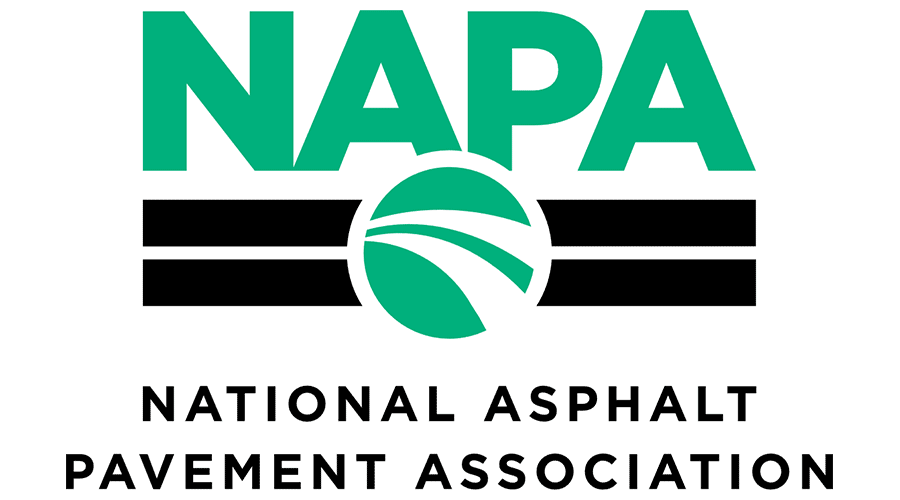 NAPA
NATIONAL ASPHALT
PAVEMENT ASSOCIATION